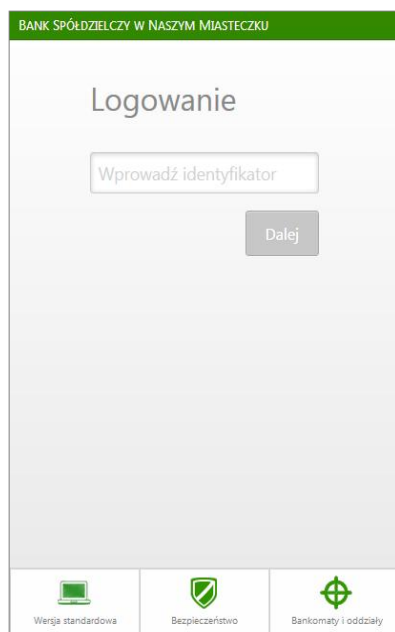 BANK SPÓŁDZIELCZY W NASZYM MIASTECZKU
Logowanie
Wprowadź identyfikator
Dalej
Wersja standardowa
Bezpieczeństwo
Bankomaty i oddziały